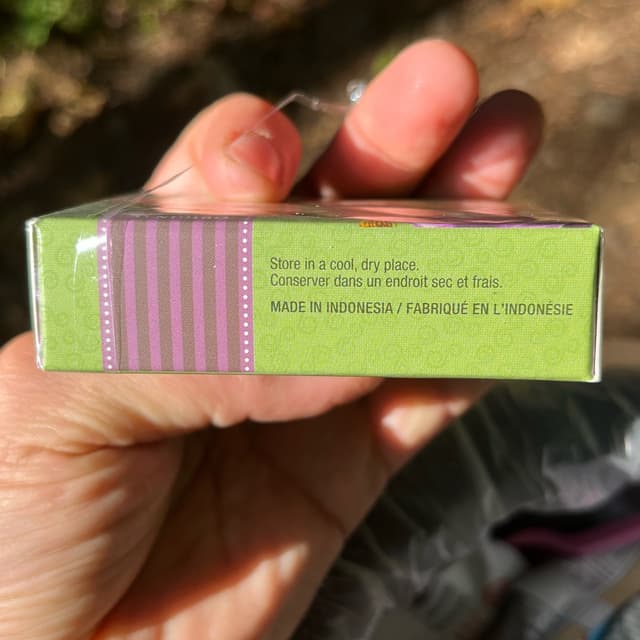 Store in a cool, dry place.
Conserver dans un endroit sec et frais.
MADE IN INDONESIA / FABRIQUÉ EN L'INDONÉSIE